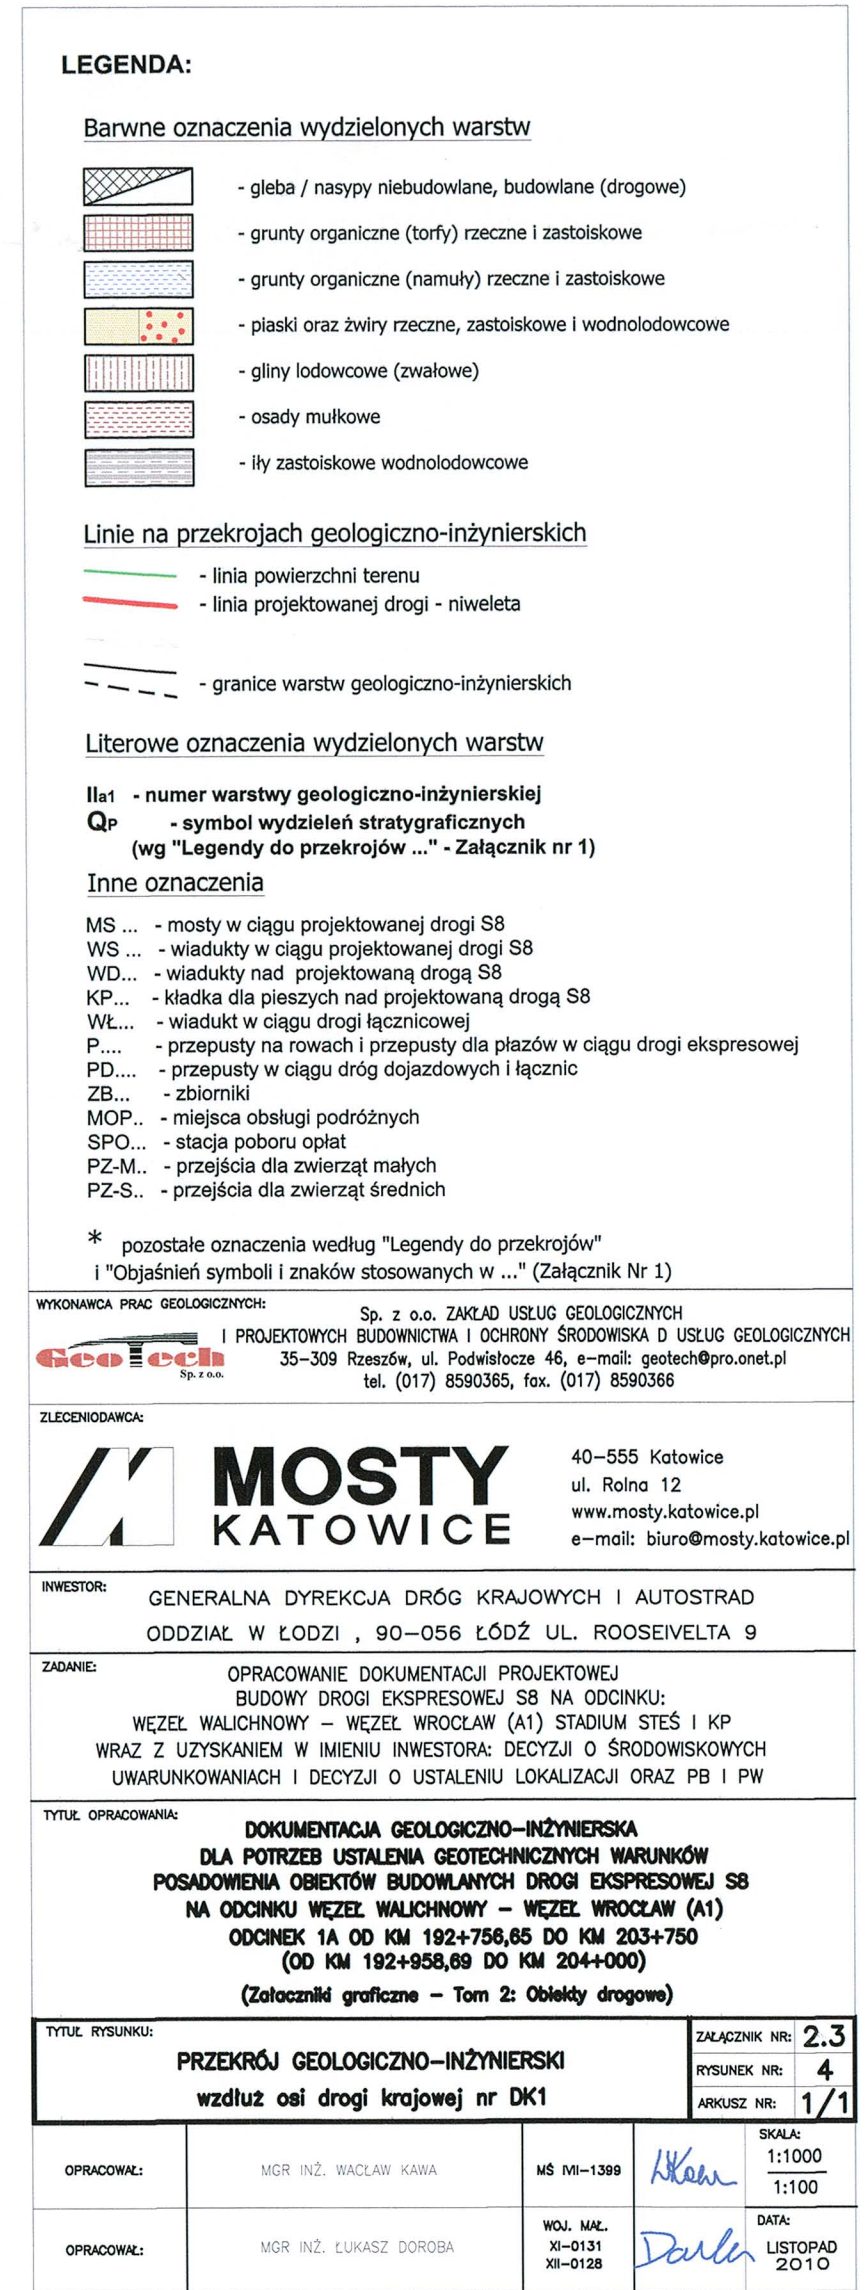 LEGENDA:
Barwne oznaczenia wydzielonych warstw
- gleba / nasypy niebudowlane, budowlane (drogowe)
- grunty organiczne (torfy) rzeczne i zastoiskowe
- grunty organiczne (namuły) rzeczne i zastoiskowe
- piaski oraz żwiry rzeczne, zastoiskowe i wodnolodowcowe
- gliny lodowcowe (zwałowe)
- osady mułkowe
- iły zastoiskowe wodnolodowcowe
Linie na przekrojach geologiczno-inżynierskich
- linia powierzchni terenu
- linia projektowanej drogi - niweleta
- granice warstw geologiczno-inżynierskich
Literowe oznaczenia wydzielonych warstw
IIa1 - numer warstwy geologiczno-inżynierskiej
QP - symbol wydzieleń stratygraficznych
(wg "Legendy do przekrojów ..." - Załącznik nr 1)
Inne oznaczenia
MS ... - mosty w ciągu projektowanej drogi S8
WS ... - wiadukty w ciągu projektowanej drogi S8
WD... - wiadukty nad projektowaną drogą S8
KP... - kładka dla pieszych nad projektowaną drogą S8
WŁ... - wiadukt w ciągu drogi łącznicowej
P.... - przepusty na rowach i przepusty dla płazów w ciągu drogi ekspresowej
PD.... - przepusty w ciągu dróg dojazdowych i łącznic
ZB... - zbiorniki
MOP.. - miejsca obsługi podróżnych
SPO... - stacja poboru opłat
PZ-M.. - przejścia dla zwierząt małych
PZ-S.. - przejścia dla zwierząt średnich
* pozostałe oznaczenia według "Legendy do przekrojów"
i "Objaśnień symboli i znaków stosowanych w ..." (Załącznik Nr 1)
WYKONAWCA PRAC GEOLOGICZNYCH:
GeoTech
Sp. z o.o.
Sp. z o.o. ZAKŁAD USŁUG GEOLOGICZNYCH
I PROJEKTOWYCH BUDOWNICTWA I OCHRONY ŚRODOWISKA D USŁUG GEOLOGICZNYCH
35-309 Rzeszów, ul. Podwisłocze 46, e-mail: geotech@pro.onet.pl
tel. (017) 8590365, fax. (017) 8590366
ZLECENIODAWCA:
MOSTY
KATOWICE
40-555 Katowice
ul. Rolna 12
www.mosty.katowice.pl
e-mail: biuro@mosty.katowice.pl
INWESTOR:
GENERALNA DYREKCJA DRÓG KRAJOWYCH I AUTOSTRAD
ODDZIAŁ W ŁODZI , 90-056 ŁÓDŹ UL. ROOSEIVELTA 9
ZADANIE:
OPRACOWANIE DOKUMENTACJI PROJEKTOWEJ
BUDOWY DROGI EKSPRESOWEJ S8 NA ODCINKU:
WĘZEŁ WALICHNOWY - WĘZEŁ WROCŁAW (A1) STADIUM STEŚ I KP
WRAZ Z UZYSKANIEM W IMIENIU INWESTORA: DECYZJI O ŚRODOWISKOWYCH
UWARUNKOWANIACH I DECYZJI O USTALENIU LOKALIZACJI ORAZ PB I PW
TYTUŁ OPRACOWANIA:
DOKUMENTACJA GEOLOGICZNO-INŻYNIERSKA
DLA POTRZEB USTALENIA GEOTECHNICZNYCH WARUNKÓW
POSADOWIENIA OBIEKTÓW BUDOWLANYCH DROGI EKSPRESOWEJ S8
NA ODCINKU WĘZEŁ WALICHNOWY - WĘZEŁ WROCŁAW (A1)
ODCINEK 1A OD KM 192+756,65 DO KM 203+750
(OD KM 192+958,69 DO KM 204+000)
(Załaczniki graficzne - Tom 2: Obiekty drogowe)
TYTUŁ RYSUNKU:
PRZEKRÓJ GEOLOGICZNO-INŻYNIERSKI
wzdłuż osi drogi krajowej nr DK1
ZAŁĄCZNIK NR: 2.3
RYSUNEK NR: 4
ARKUSZ NR: 1/1
OPRACOWAŁ: MGR INŻ. WACŁAW KAWA MŚ IVII-1399
SKALA:
1:1000
1:100
OPRACOWAŁ: MGR INŻ. ŁUKASZ DOROBA
WOJ. MAŁ.
XI-0131
XII-0128
DATA:
LISTOPAD
2010